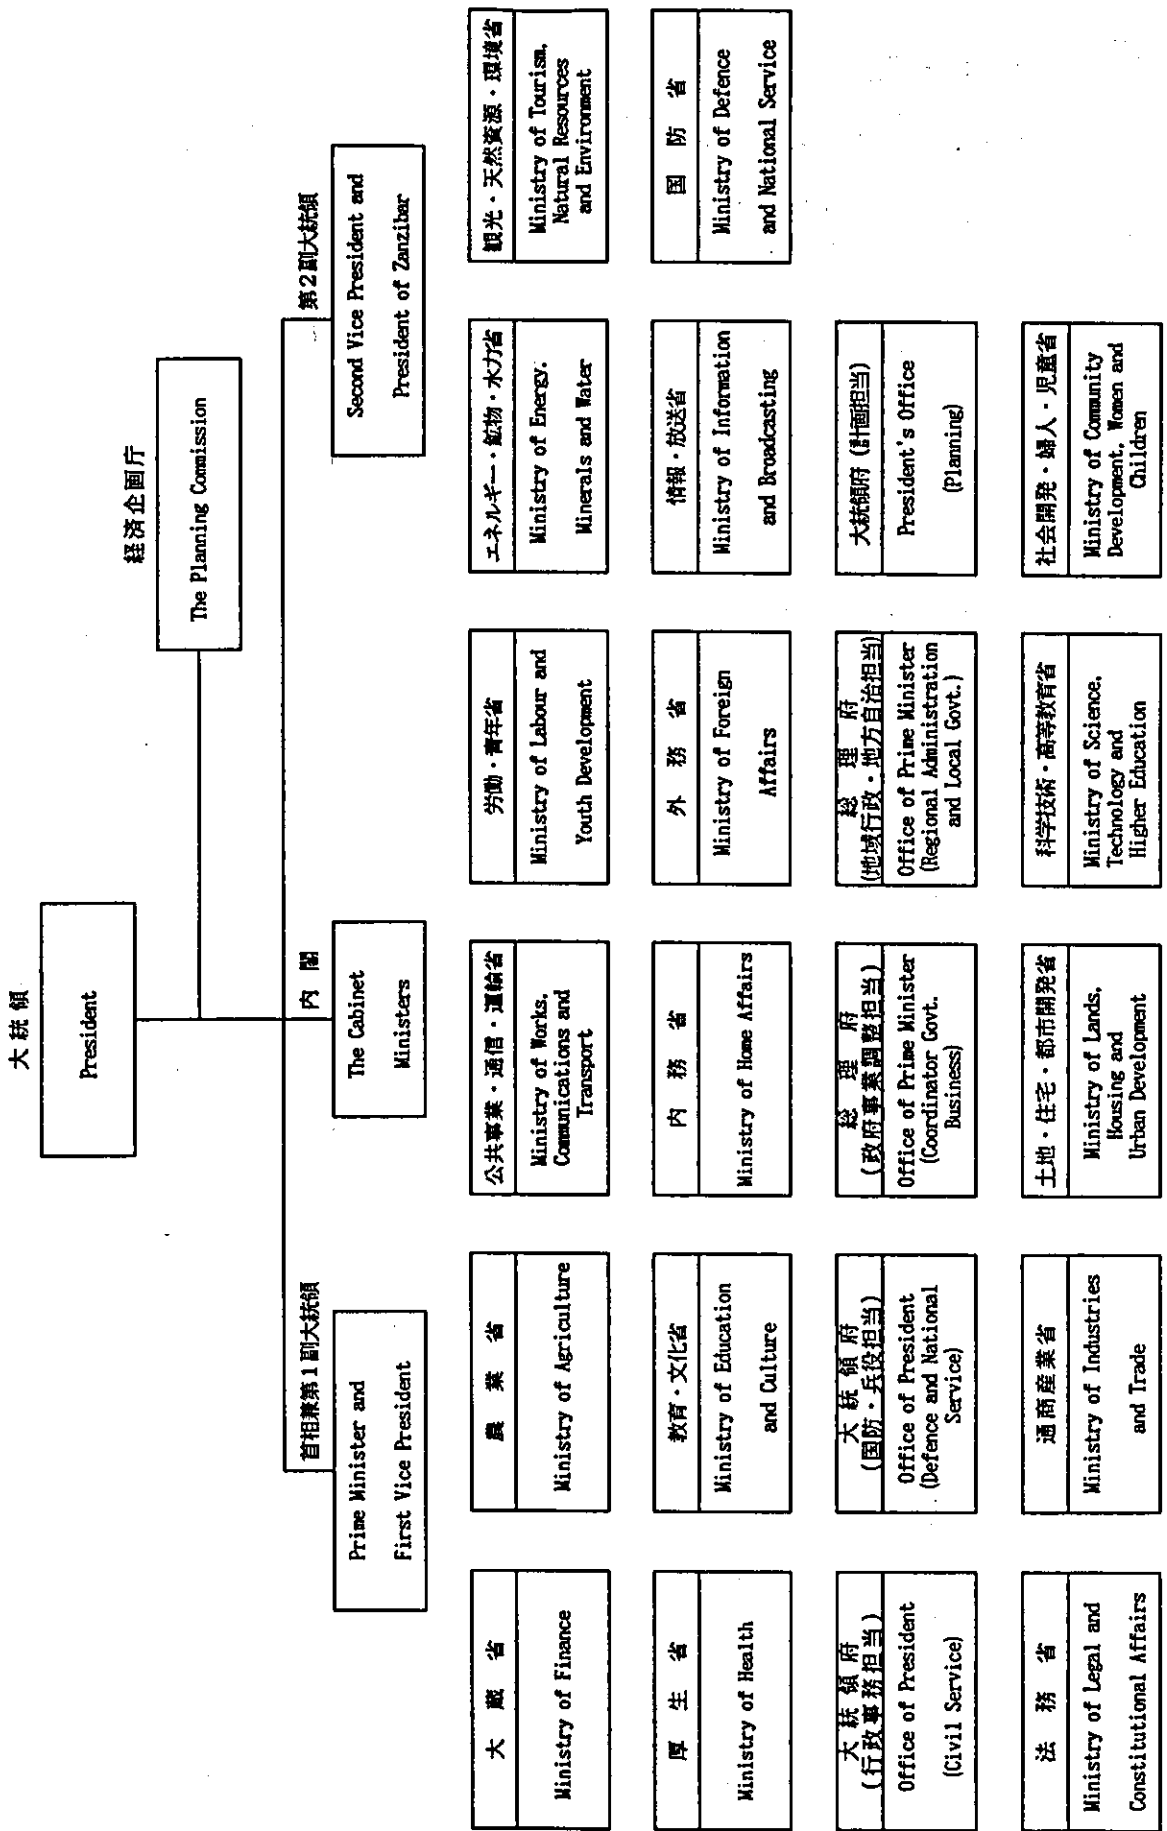 大統領
President
経済企画庁
The Planning Commission
首相兼第1副大統領
Prime Minister and
First Vice President
内閣
The Cabinet
Ministers
第2副大統領
Second Vice President and
President of Zanzibar
大蔵省
Ministry of Finance
農業省
Ministry of Agriculture
公共事業・通信・運輸省
Ministry of Works,
Communications and
Transport
労働・青年省
Ministry of Labour and
Youth Development
エネルギー・鉱物・水力省
Ministry of Energy,
Minerals and Water
観光・天然資源・環境省
Ministry of Tourism,
Natural Resources
and Environment
厚生省
Ministry of Health
教育・文化省
Ministry of Education
and Culture
内務省
Ministry of Home Affairs
外務省
Ministry of Foreign
Affairs
情報・放送省
Ministry of Information
and Broadcasting
国防省
Ministry of Defence
and National Service
大統領府
(行政事務担当)
Office of President
(Civil Service)
大統領府
(国防・兵役担当)
Office of President
(Defence and National
Service)
総理府
(政府事業調整担当)
Office of Prime Minister
(Coordinator Govt.
Business)
総理府
(地域行政・地方自治担当)
Office of Prime Minister
(Regional Administration
and Local Govt.)
大統領府(計画担当)
President's Office
(Planning)
法務省
Ministry of Legal and
Constitutional Affairs
通商産業省
Ministry of Industries
and Trade
土地・住宅・都市開発省
Ministry of Lands,
Housing and
Urban Development
科学技術・高等教育省
Ministry of Science,
Technology and
Higher Education
社会開発・婦人・児童省
Ministry of Community
Development, Women and
Children